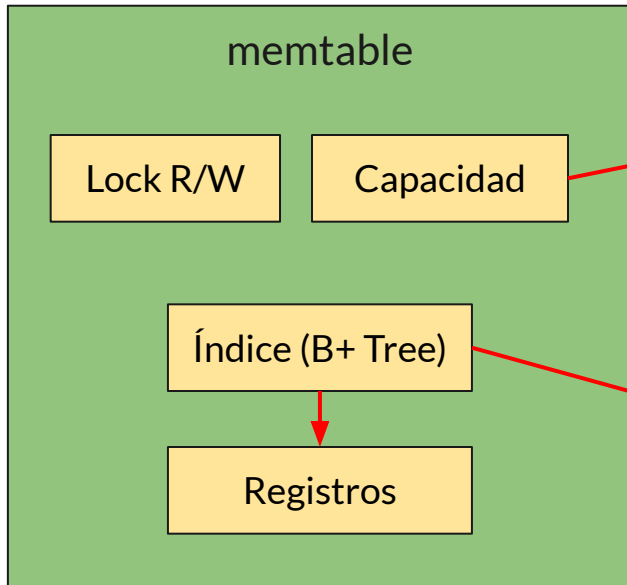 memtable
Lock R/W
Capacidad
Índice (B+ Tree)
Registros